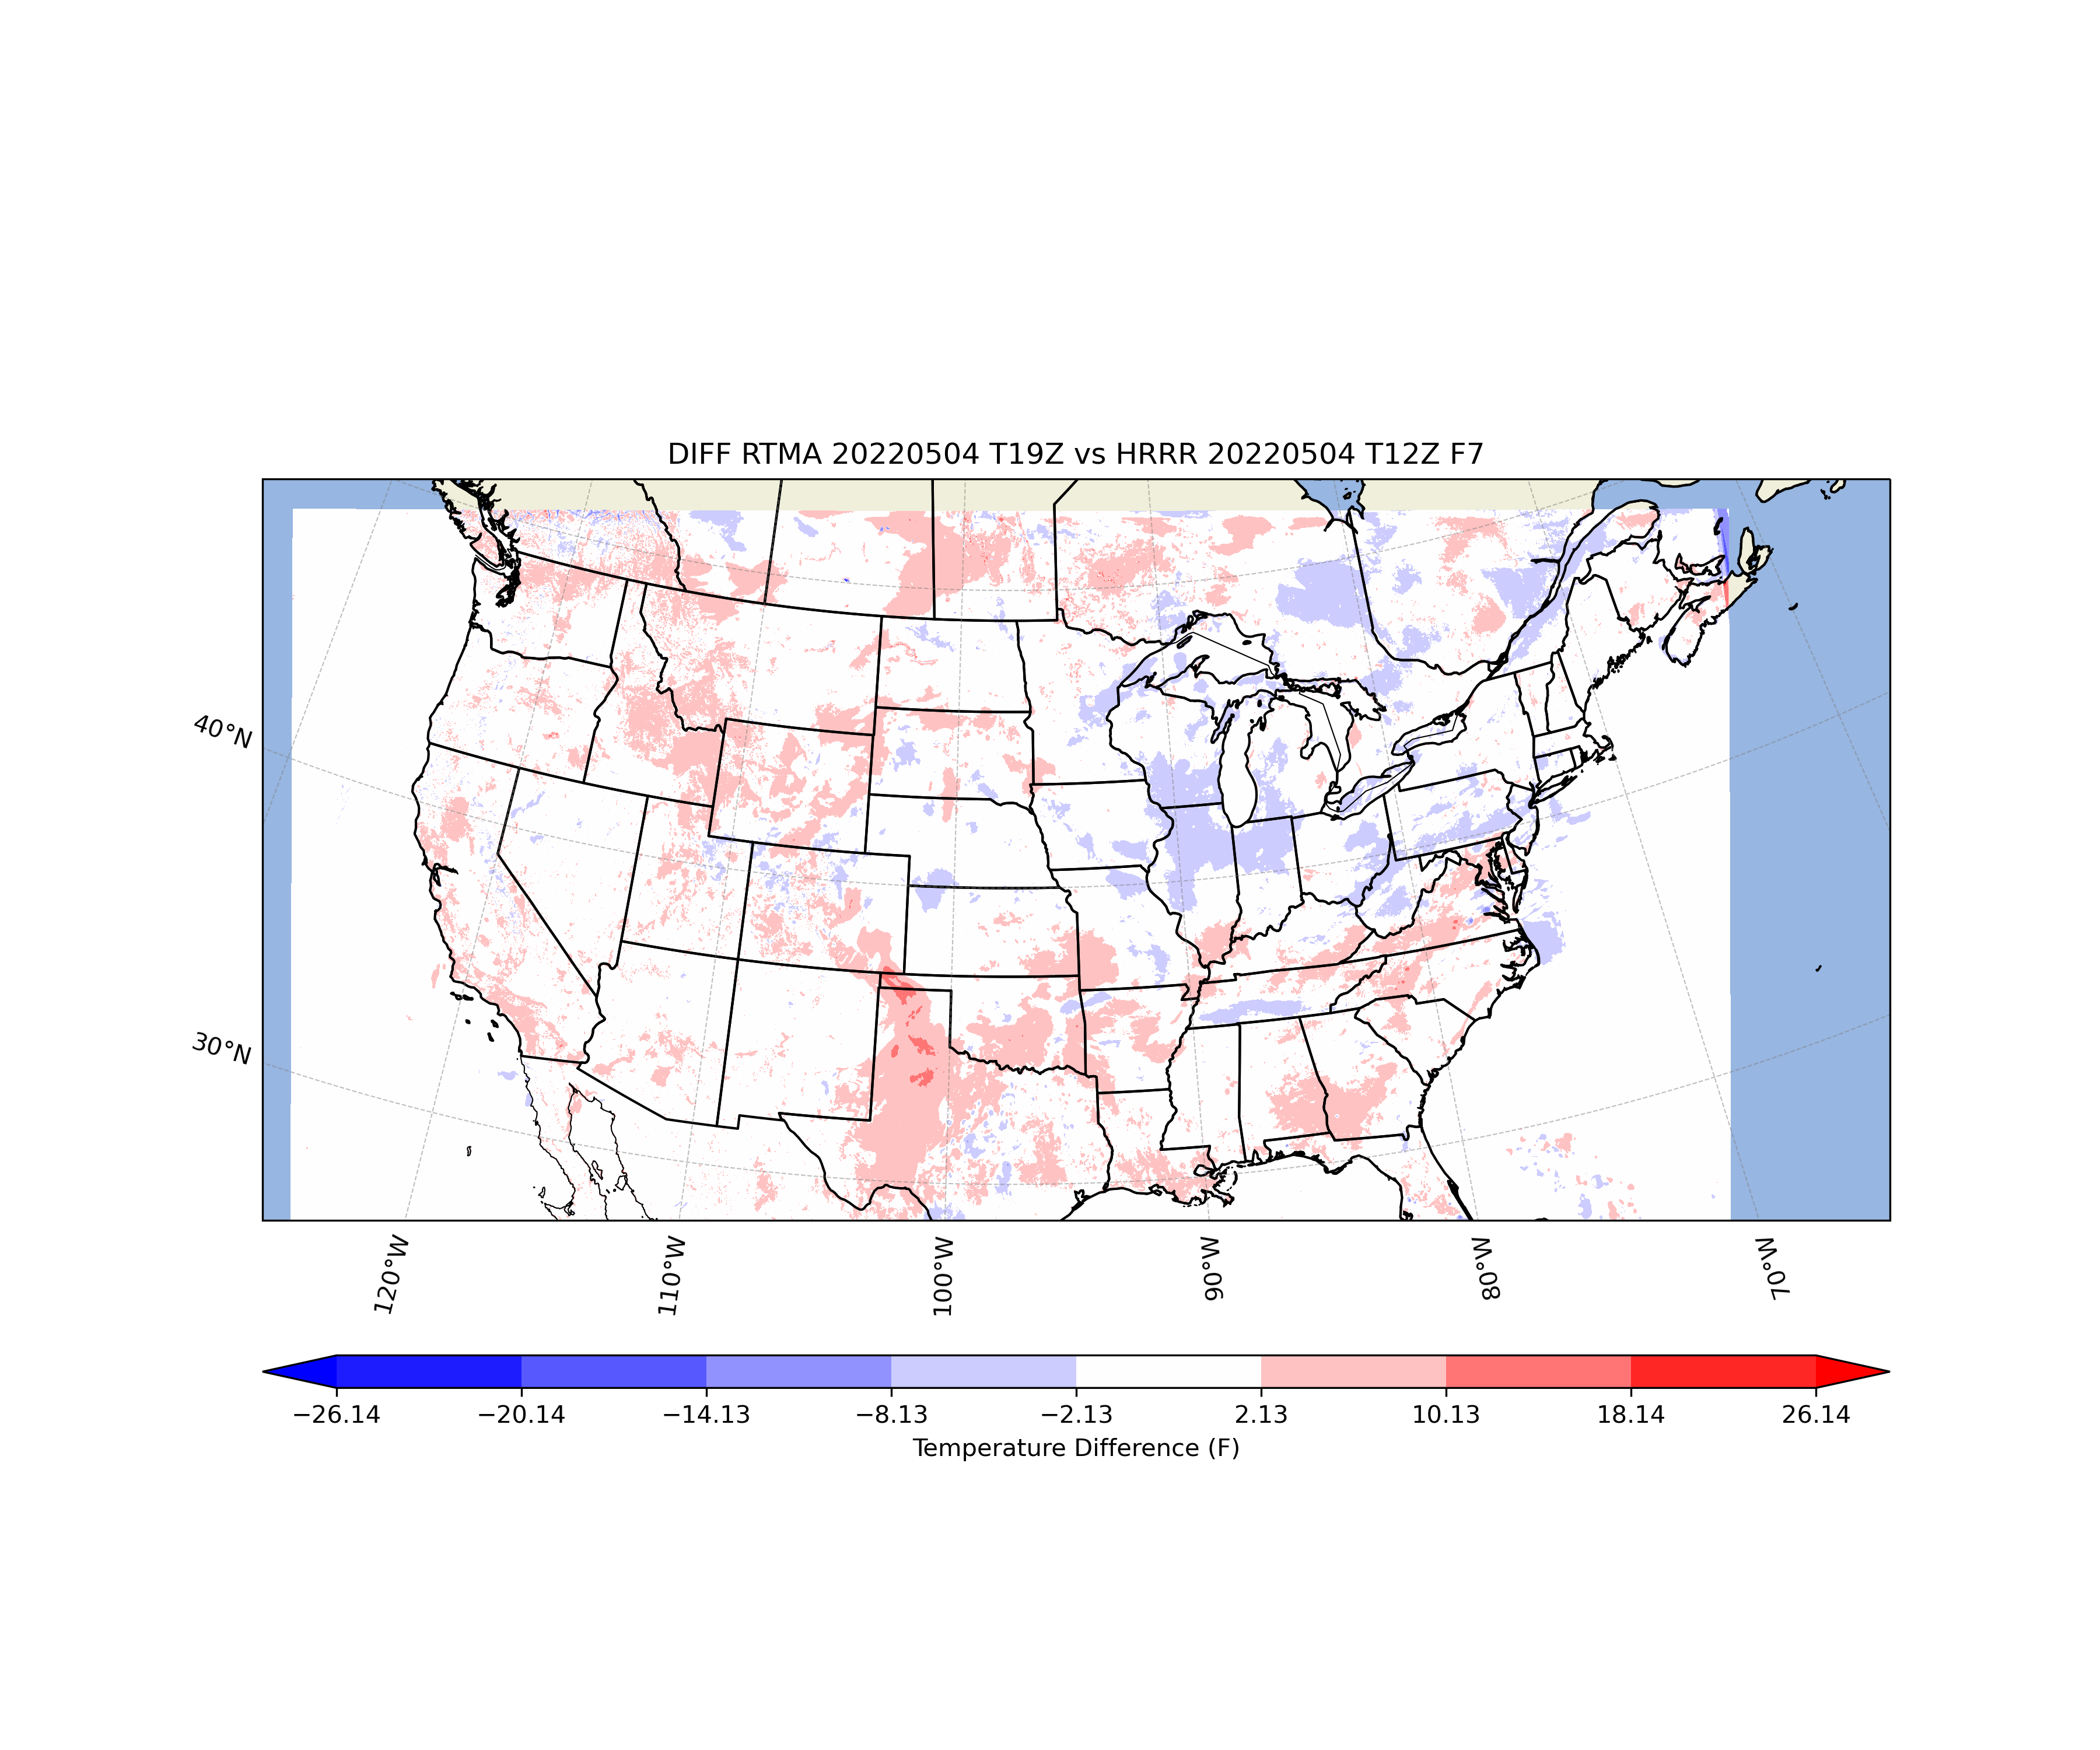 DIFF RTMA 20220504 T19Z vs HRRR 20220504 T12Z F7
40°N
30°N
120°W
110°W
100°W
90°W
80°W
70°W
−26.14
−20.14
−14.13
−8.13
−2.13
2.13
10.13
18.14
26.14
Temperature Difference (F)